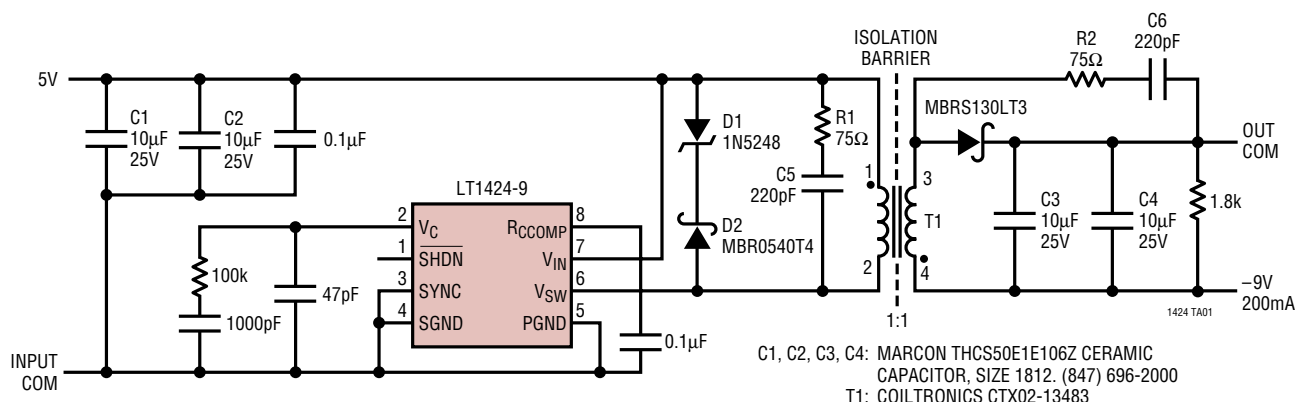 ISOLATION
BARRIER
R2
75Ω
C6
220pF
5V
C1
10µF
25V
C2
10µF
25V
0.1µF
D1
1N5248
R1
75Ω
MBRS130LT3
OUT
COM
LT1424-9
C5
220pF
1
3
2
VC
RCCOMP
8
D2
MBR0540T4
T1
C3
10µF
25V
C4
10µF
25V
1.8k
1
SHDN
VIN
7
100k
47pF
3
SYNC
VSW
6
2
4
–9V
200mA
1000pF
4
SGND
PGND
5
1:1
1424 TA01
0.1µF
INPUT
COM
C1, C2, C3, C4: MARCON THCS50E1E106Z CERAMIC
CAPACITOR, SIZE 1812. (847) 696-2000
T1: COILTRONICS CTX02-13483